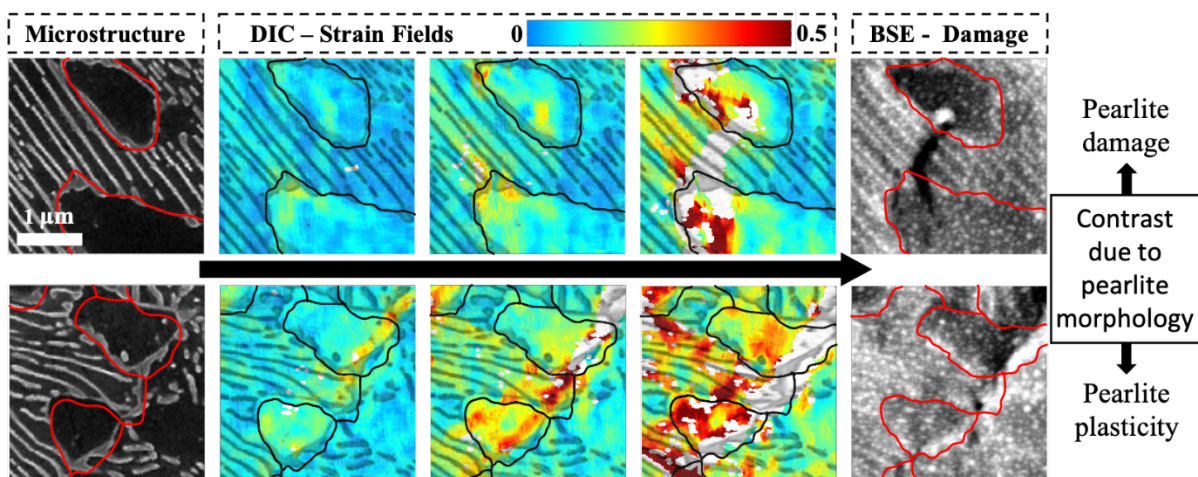 Microstructure
DIC – Strain Fields
0
0.5
BSE - Damage
1 µm
Pearlite
damage
Contrast
due to
pearlite
morphology
Pearlite
plasticity